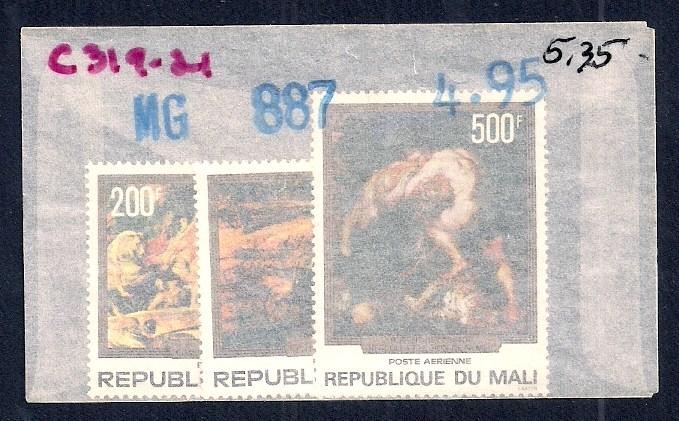 C319-21
5.35
MG 887 4.95
500F
200F
POSTE AERIENNE
REPUBL REPUBL REPUBLIQUE DU MALI